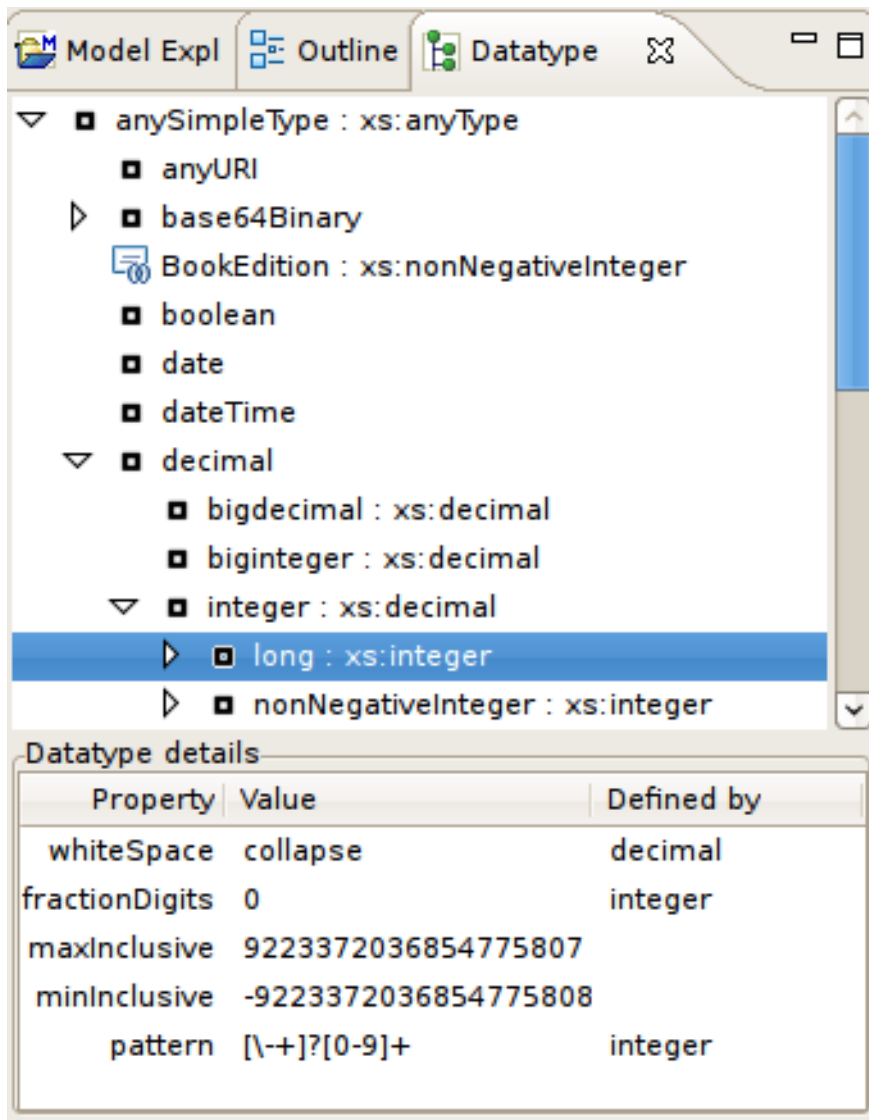 Model Expl Outline Datatype
anySimpleType : xs:anyType
anyURI
base64Binary
BookEdition : xs:nonNegativeInteger
boolean
date
dateTime
decimal
bigdecimal : xs:decimal
biginteger : xs:decimal
integer : xs:decimal
long : xs:integer
nonNegativeInteger : xs:integer
Datatype details
Property Value Defined by
whiteSpace collapse decimal
fractionDigits 0 integer
maxInclusive 9223372036854775807
minInclusive -9223372036854775808
pattern [\-+]?[0-9]+ integer